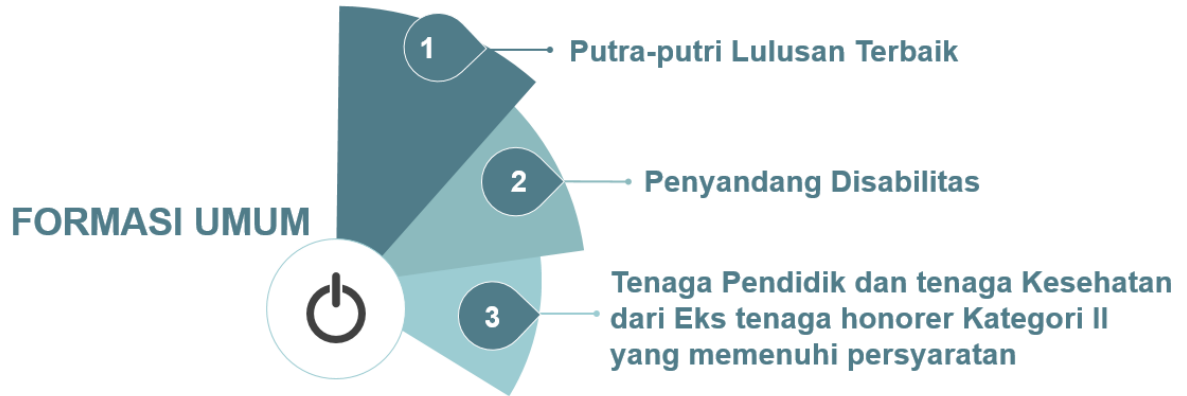 1
Putra-putri Lulusan Terbaik
2
Penyandang Disabilitas
FORMASI UMUM
3
Tenaga Pendidik dan tenaga Kesehatan
dari Eks tenaga honorer Kategori II
yang memenuhi persyaratan